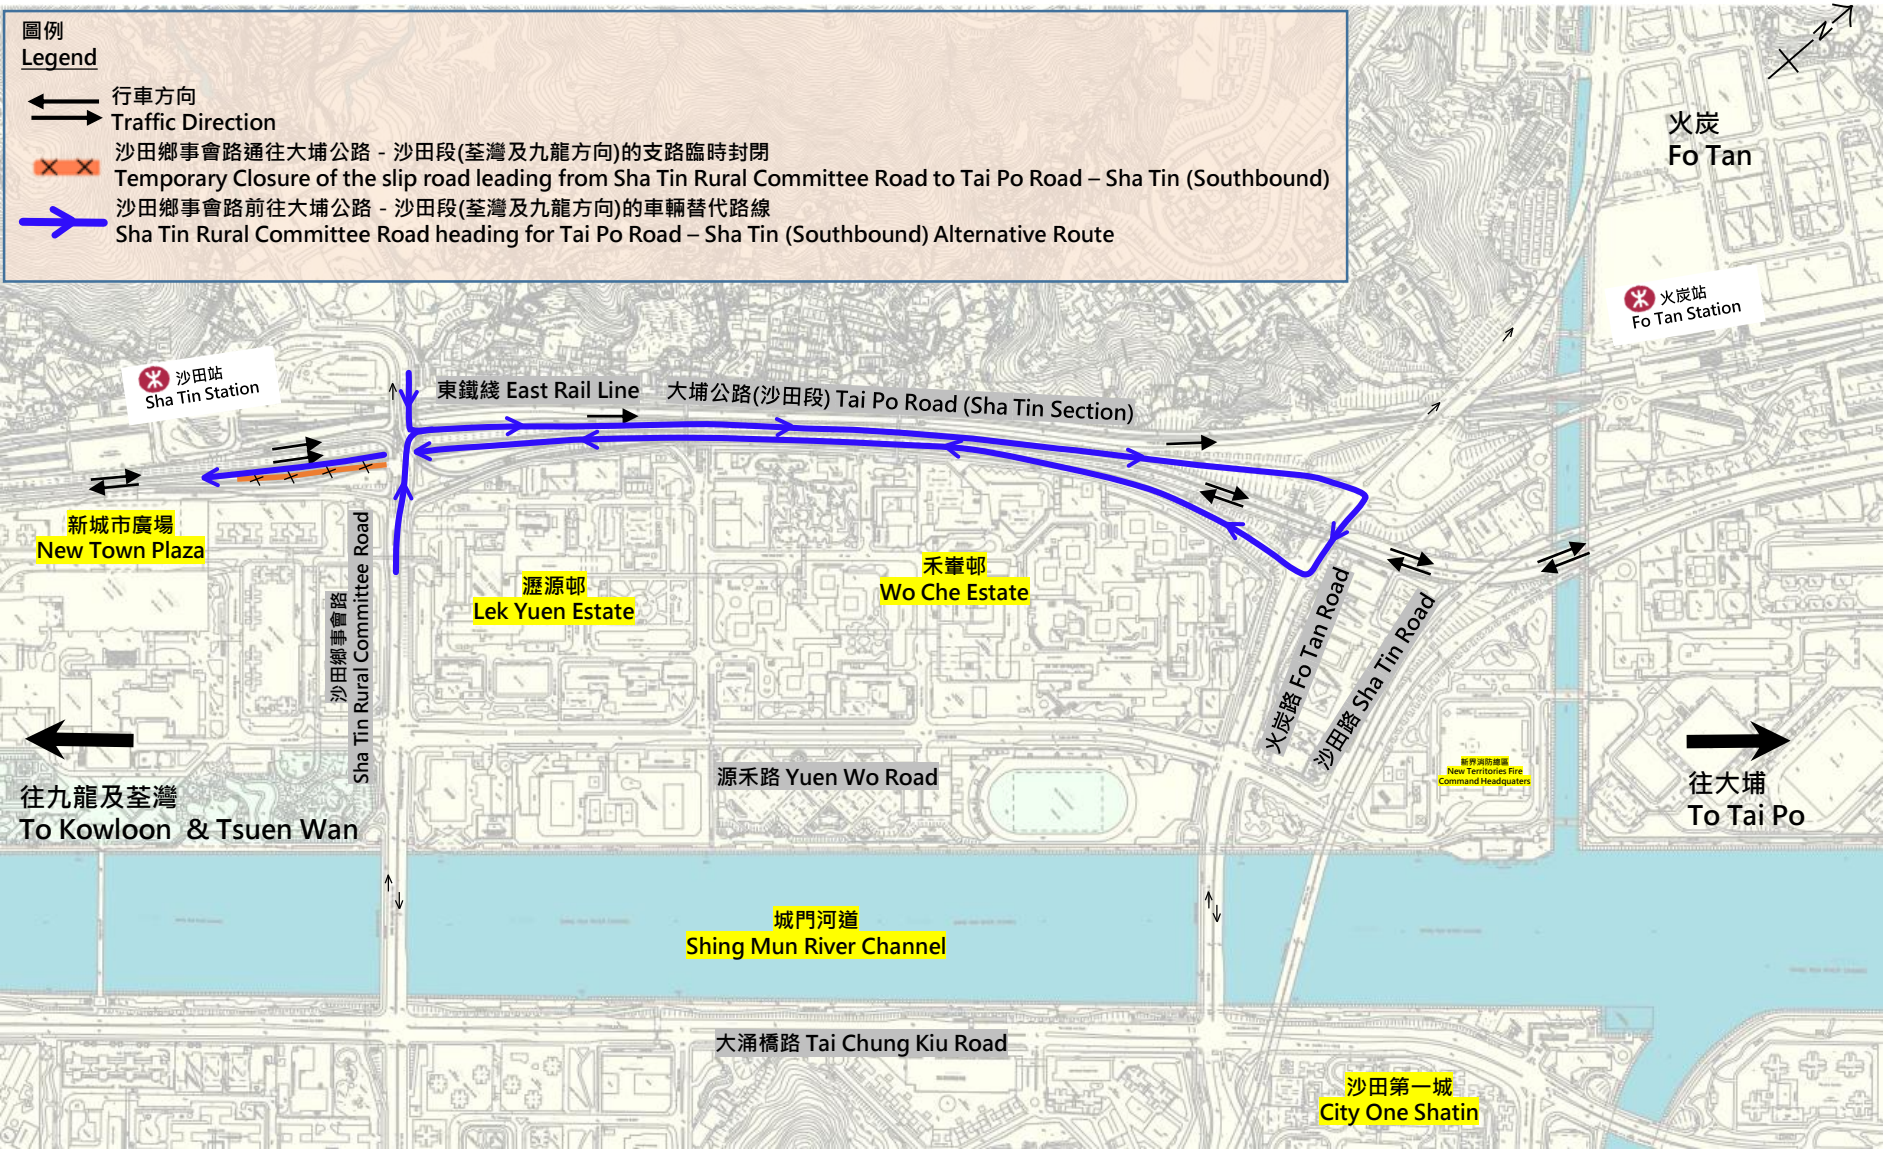 圖例
Legend
行車方向
Traffic Direction
沙田鄉事會路通往大埔公路 - 沙田段(荃灣及九龍方向)的支路臨時封閉
Temporary Closure of the slip road leading from Sha Tin Rural Committee Road to Tai Po Road – Sha Tin (Southbound)
沙田鄉事會路前往大埔公路 - 沙田段(荃灣及九龍方向)的車輛替代路線
Sha Tin Rural Committee Road heading for Tai Po Road – Sha Tin (Southbound) Alternative Route
N
火炭
Fo Tan
火炭站
Fo Tan Station
沙田站
Sha Tin Station
東鐵綫 East Rail Line
大埔公路(沙田段) Tai Po Road (Sha Tin Section)
新城市廣場
New Town Plaza
沙田鄉事會路
Sha Tin Rural Committee Road
瀝源邨
Lek Yuen Estate
禾輋邨
Wo Che Estate
火炭路 Fo Tan Road
沙田路 Sha Tin Road
往九龍及荃灣
To Kowloon & Tsuen Wan
源禾路 Yuen Wo Road
新界消防總區
New Territories Fire
Command Headquaters
往大埔
To Tai Po
城門河道
Shing Mun River Channel
大涌橋路 Tai Chung Kiu Road
沙田第一城
City One Shatin